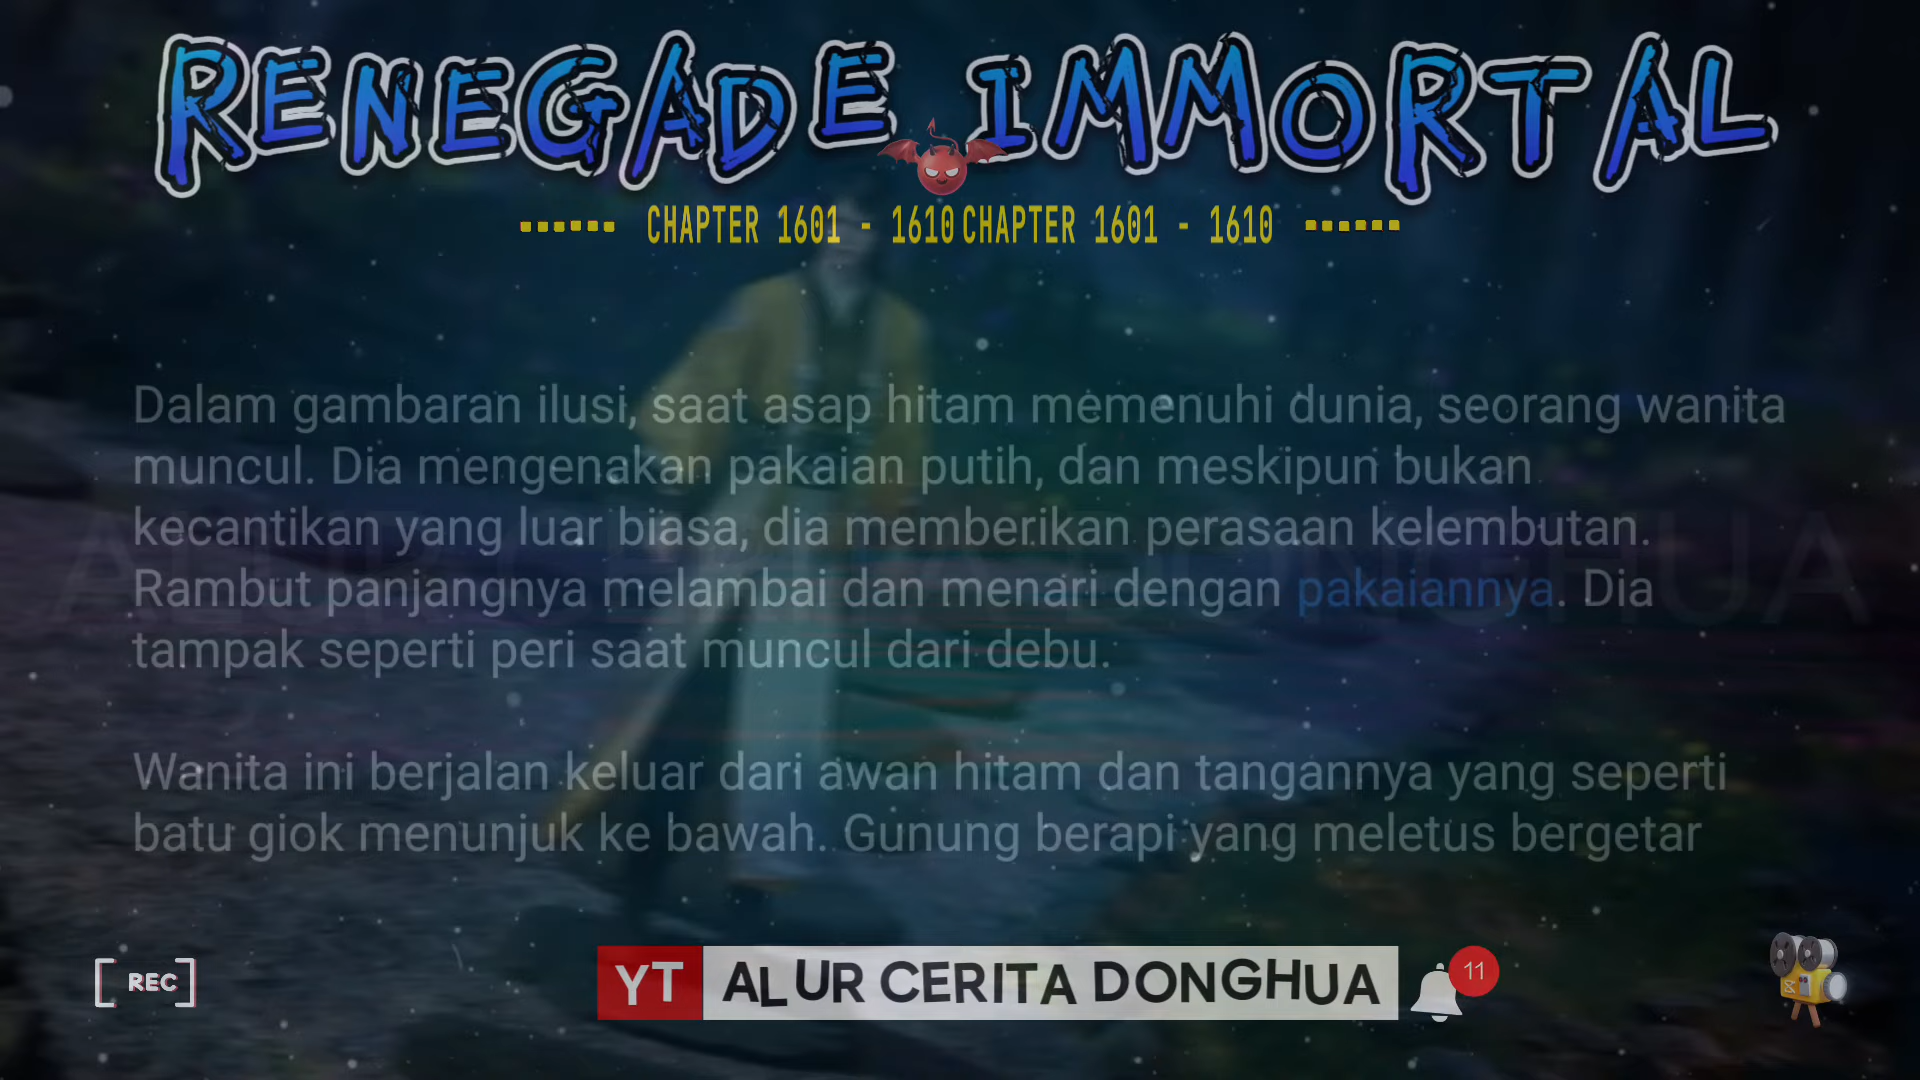 RENEGADE IMMORTAL
CHAPTER 1601 - 1610 CHAPTER 1601 - 1610
Dalam gambaran ilusi, saat asap hitam memenuhi dunia, seorang wanita
muncul. Dia mengenakan pakaian putih, dan meskipun bukan
kecantikan yang luar biasa, dia memberikan perasaan kelembutan.
ALUR CERITA DONGHUA
Rambut panjangnya melambai dan menari dengan pakaiannya. Dia
tampak seperti peri saat muncul dari debu.
Wanita ini berjalan keluar dari awan hitam dan tangannya yang seperti
batu giok menunjuk ke bawah. Gunung berapi yang meletus bergetar
REC
YT ALUR CERITA DONGHUA 11